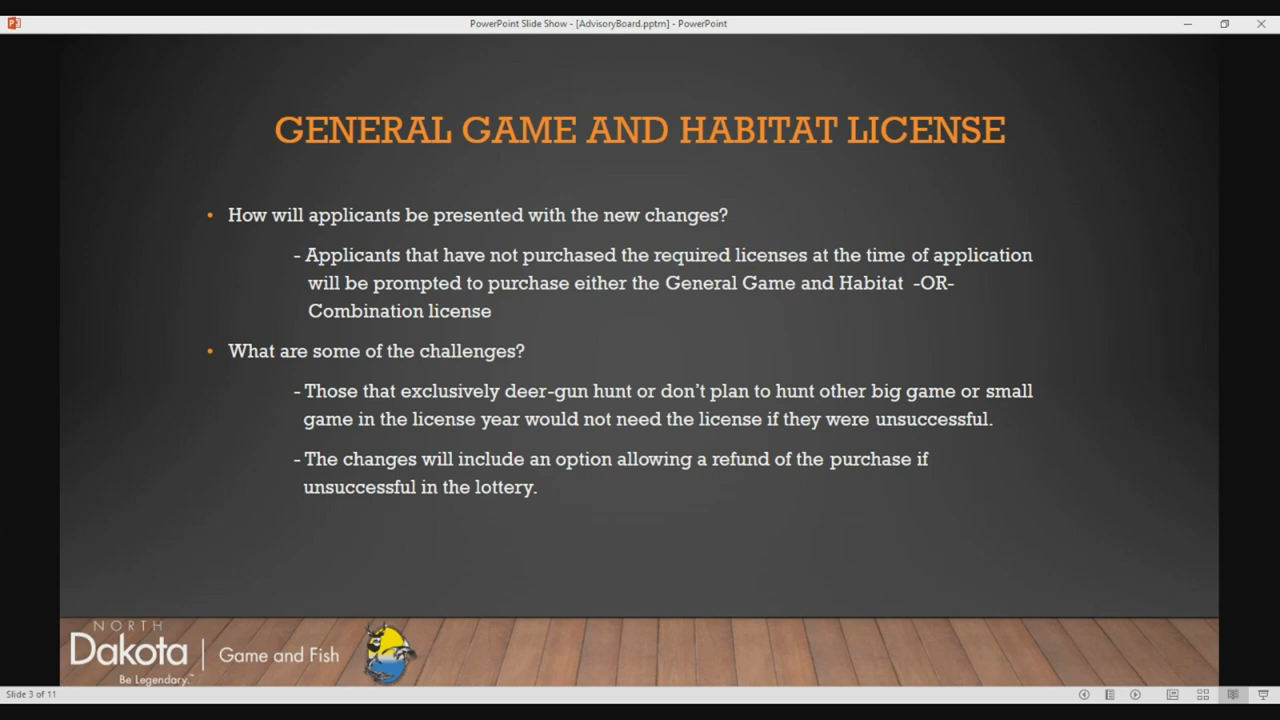 PowerPoint Slide Show - [AdvisoryBoard.pptm] - PowerPoint
GENERAL GAME AND HABITAT LICENSE
• How will applicants be presented with the new changes?
- Applicants that have not purchased the required licenses at the time of application
will be prompted to purchase either the General Game and Habitat -OR-
Combination license
• What are some of the challenges?
- Those that exclusively deer-gun hunt or don't plan to hunt other big game or small
game in the license year would not need the license if they were unsuccessful.
- The changes will include an option allowing a refund of the purchase if
unsuccessful in the lottery.
NORTH
Dakota | Game and Fish
Be Legendary.™
Slide 3 of 11